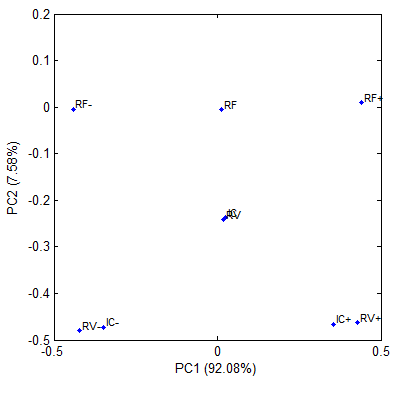 0.2
0.1
RF-
RF
RF+
0
-0.1
-0.2
IC
RV
-0.3
-0.4
RV-
IC-
IC+
RV+
-0.5
-0.5
0
0.5
PC1 (92.08%)
PC2 (7.58%)